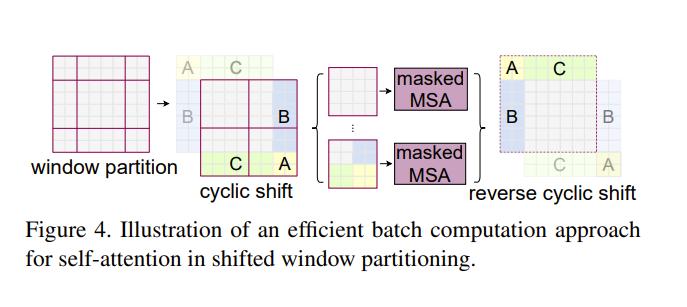 A C
B
B
C A
window partition
cyclic shift
masked
MSA
...
masked
MSA
A C
B
B
C A
reverse cyclic shift
Figure 4. Illustration of an efficient batch computation approach
for self-attention in shifted window partitioning.